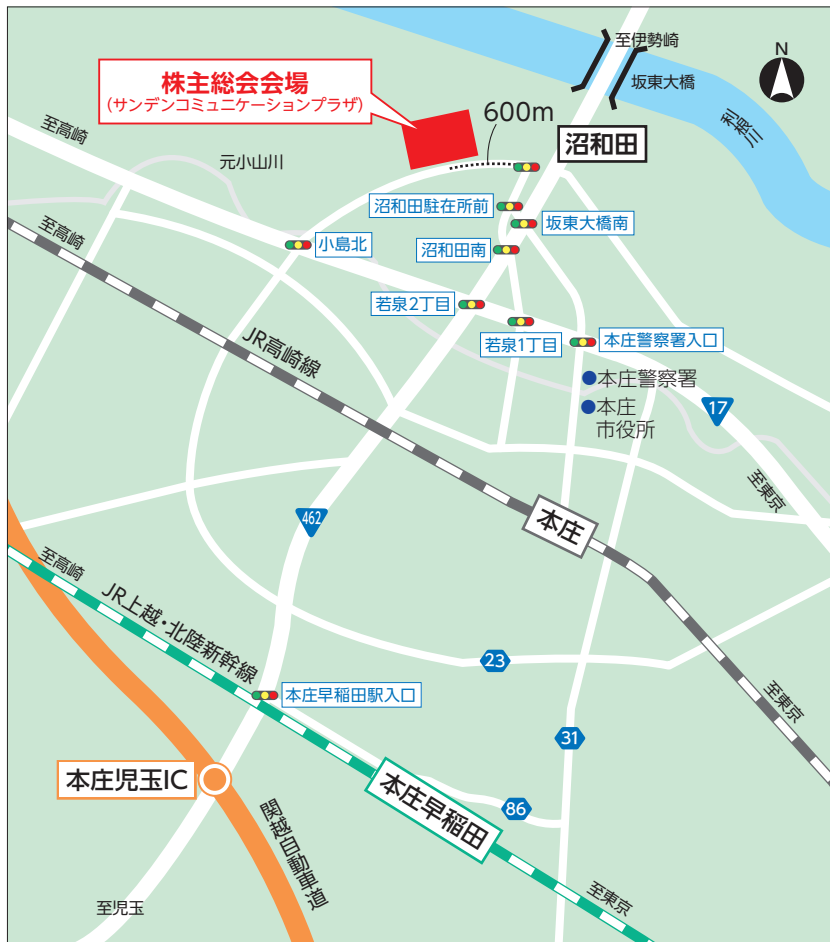 至伊勢崎
N
坂東大橋
株主総会会場
(サンデンコミュニケーションプラザ)
600m
利根川
至高崎
沼和田
元小山川
沼和田駐在所前
坂東大橋南
至高崎
小島北
沼和田南
若泉2丁目
若泉1丁目
本庄警察署入口
JR高崎線
本庄警察署
本庄
市役所
17
至東京
462
本庄
至高崎
JR上越・北陸新幹線
23
本庄早稲田駅入口
至東京
31
本庄児玉IC
本庄早稲田
86
関越自動車道
至児玉
至東京